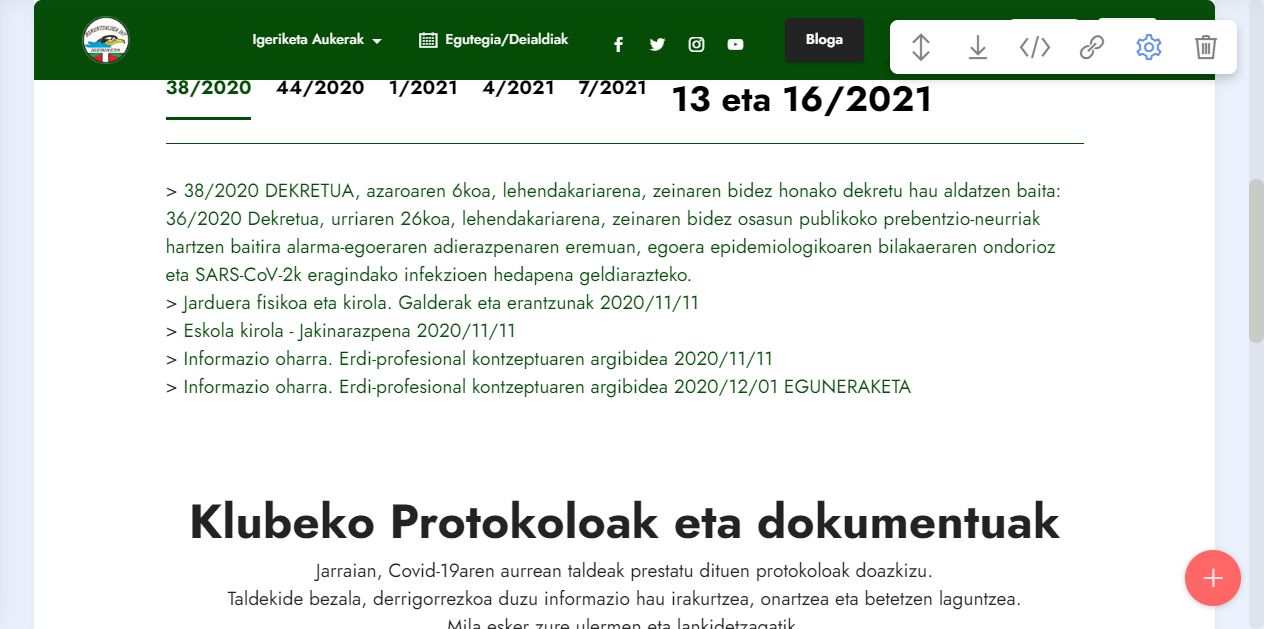 Igeriketa Aukerak
Egutegia/Deialdiak
Bloga
38/2020 44/2020 1/2021 4/2021 7/2021 13 eta 16/2021
> 38/2020 DEKRETUA, azaroaren 6koa, lehendakariarena, zeinaren bidez honako dekretu hau aldatzen baita:
36/2020 Dekretua, urriaren 26koa, lehendakariarena, zeinaren bidez osasun publikoko prebentzio-neurriak
hartzen baitira alarma-egoeraren adierazpenaren eremuan, egoera epidemiologikoaren bilakaeraren ondorioz
eta SARS-CoV-2k eragindako infekzioen hedapena geldiarazteko.
> Jarduera fisikoa eta kirola. Galderak eta erantzunak 2020/11/11
> Eskola kirola - Jakinarazpena 2020/11/11
> Informazio oharra. Erdi-profesional kontzeptuaren argibidea 2020/11/11
> Informazio oharra. Erdi-profesional kontzeptuaren argibidea 2020/12/01 EGUNERAKETA
Klubeko Protokoloak eta dokumentuak
Jarraian, Covid-19aren aurrean taldeak prestatu dituen protokoloak doazkizu.
Taldekide bezala, derrigorrezkoa duzu informazio hau irakurtzea, onartzea eta betetzen laguntzea.
Mila esker zure ulermen eta lankidetzagatik